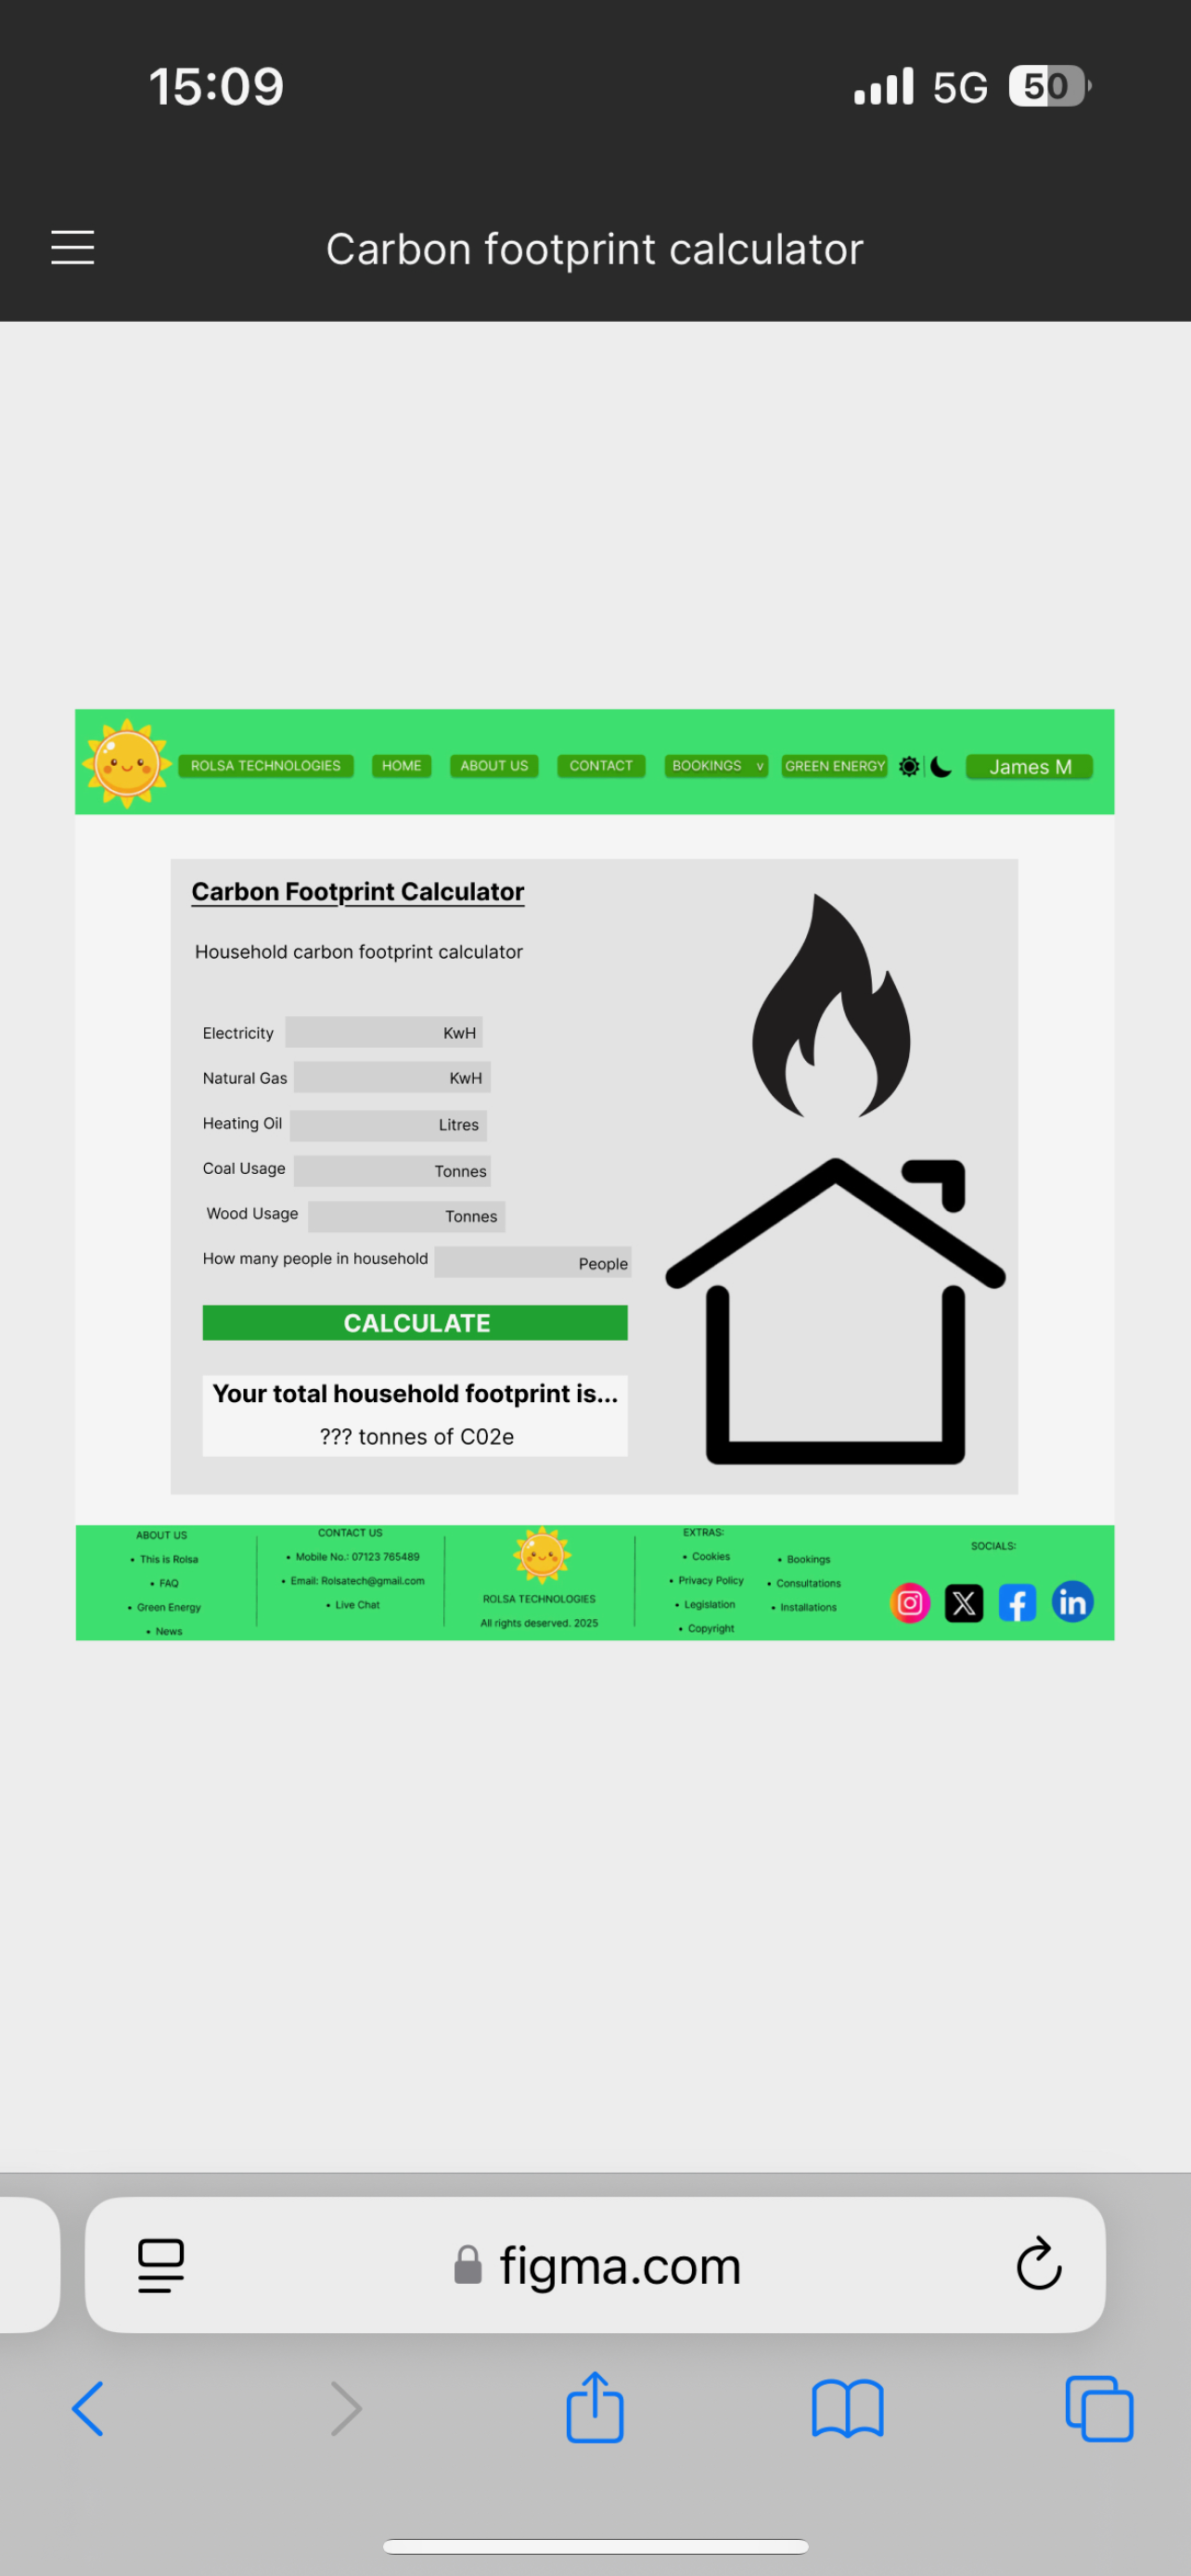 15:09
5G 50
Carbon footprint calculator
ROLSA TECHNOLOGIES HOME ABOUT US CONTACT BOOKINGS v GREEN ENERGY James M
Carbon Footprint Calculator
Household carbon footprint calculator
Electricity KwH
Natural Gas KwH
Heating Oil Litres
Coal Usage Tonnes
Wood Usage Tonnes
How many people in household People
CALCULATE
Your total household footprint is...
??? tonnes of C02e
ABOUT US
• This is Rolsa
• FAQ
• Green Energy
• News
CONTACT US
• Mobile No.: 07123 765489
• Email: Rolsatech@gmail.com
• Live Chat
ROLSA TECHNOLOGIES
All rights deserved. 2025
EXTRAS:
• Cookies
• Privacy Policy
• Legislation
• Copyright
• Bookings
• Consultations
• Installations
SOCIALS:
X f in
figma.com